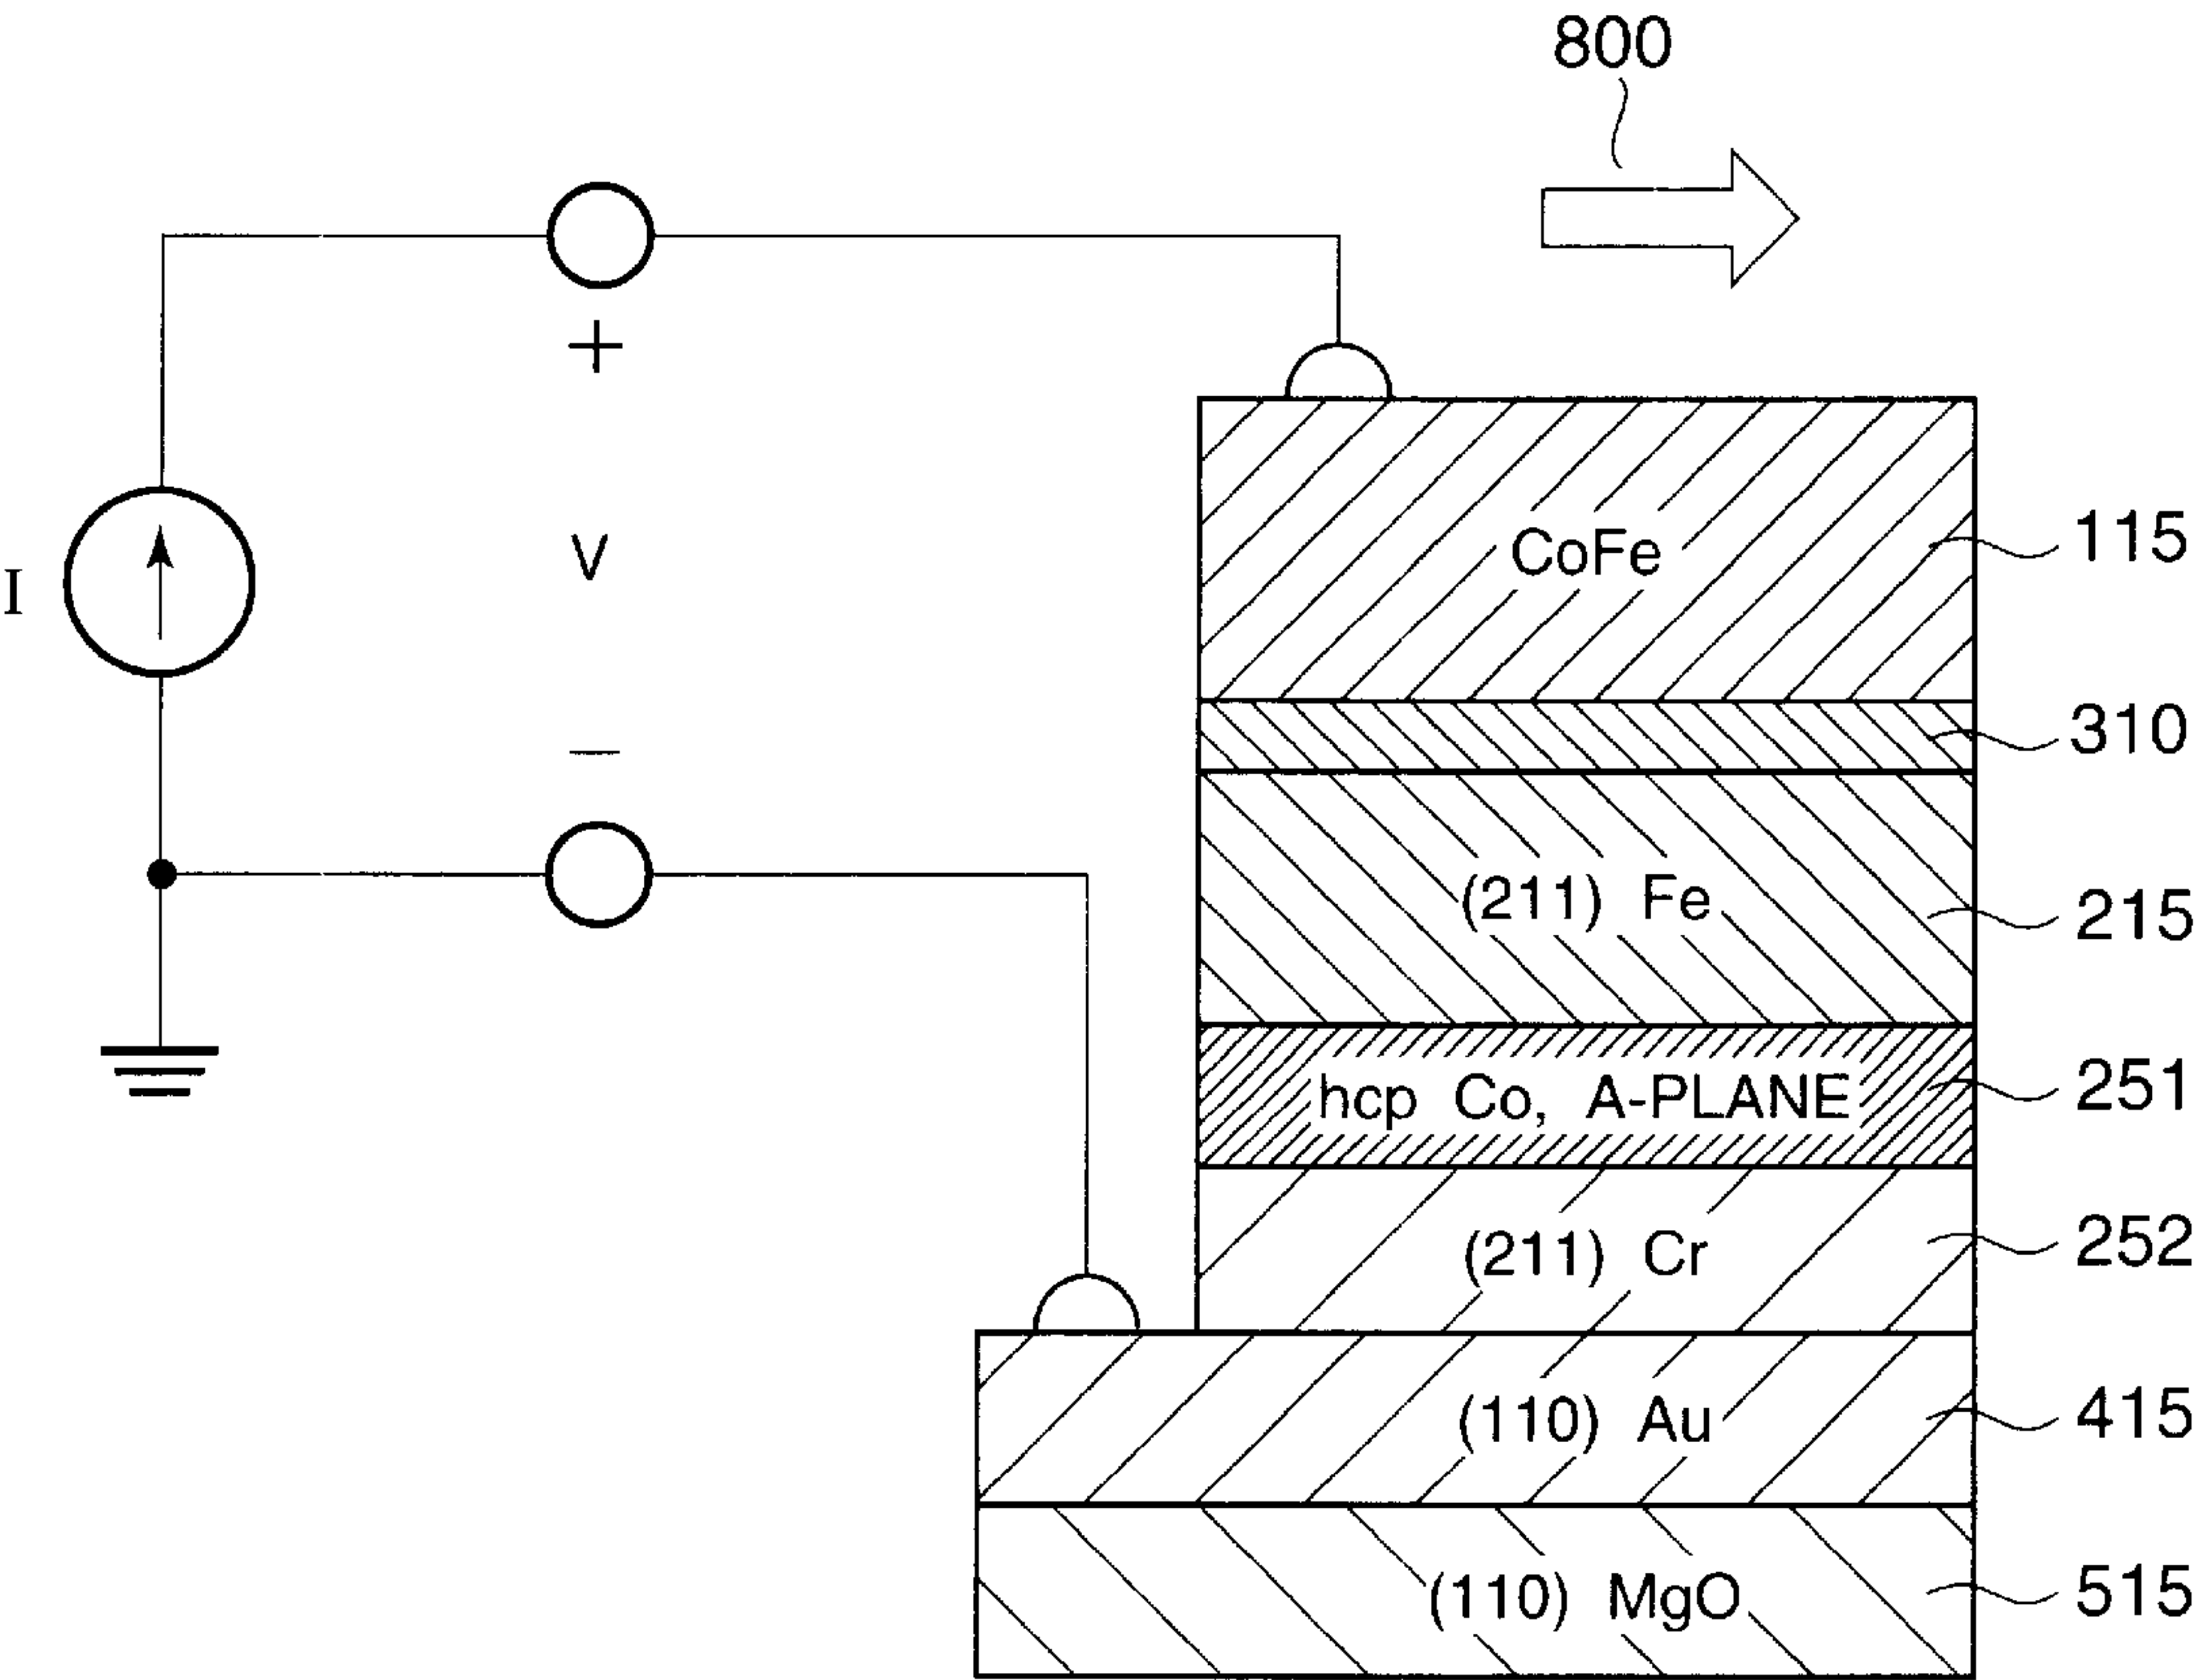 800
+
I
V
−
CoFe
115
310
(211) Fe
215
hcp Co, A-PLANE
251
(211) Cr
252
(110) Au
415
(110) MgO
515